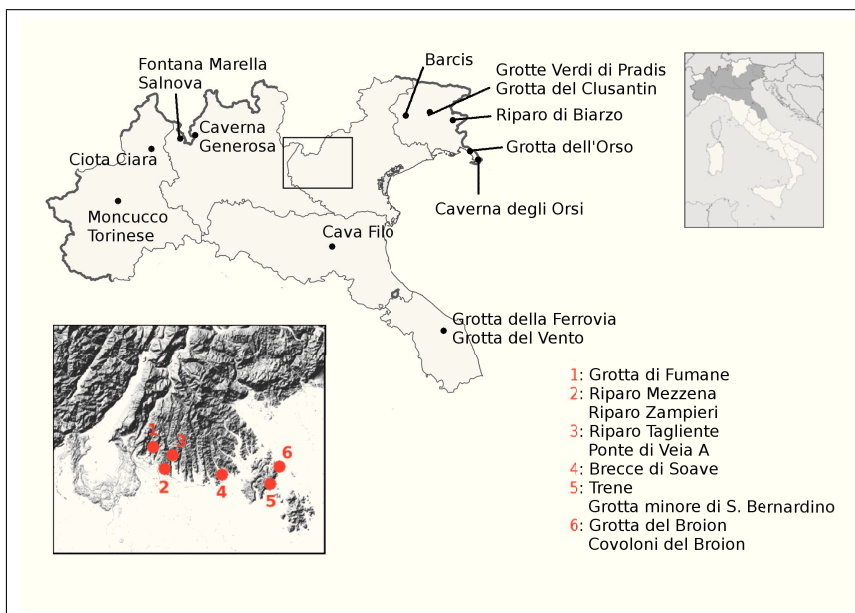 Fontana Marella
Salnova
Caverna
Generosa
Ciota Ciara
Moncucco
Torinese
Barcis
Grotte Verdi di Pradis
Grotta del Clusantin
Riparo di Biarzo
Grotta dell'Orso
Caverna degli Orsi
Cava Filo
Grotta della Ferrovia
Grotta del Vento
1
3
2
4
6
5
1: Grotta di Fumane
2: Riparo Mezzena
Riparo Zampieri
3: Riparo Tagliente
Ponte di Veia A
4: Brecce di Soave
5: Trene
Grotta minore di S. Bernardino
6: Grotta del Broion
Covoloni del Broion